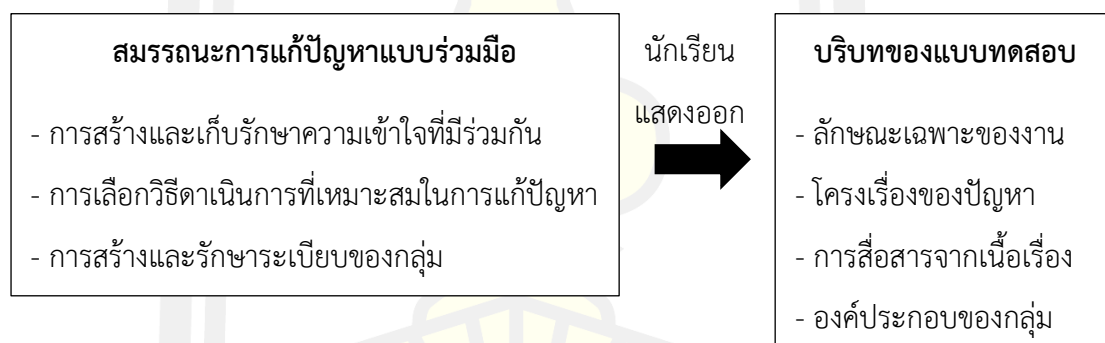 สมรรถนะการแก้ปัญหาแบบร่วมมือ
- การสร้างและเก็บรักษาความเข้าใจที่มีร่วมกัน
- การเลือกวิธีดาเนินการที่เหมาะสมในการแก้ปัญหา
- การสร้างและรักษาระเบียบของกลุ่ม
นักเรียน
แสดงออก
บริบทของแบบทดสอบ
- ลักษณะเฉพาะของงาน
- โครงเรื่องของปัญหา
- การสื่อสารจากเนื้อเรื่อง
- องค์ประกอบของกลุ่ม